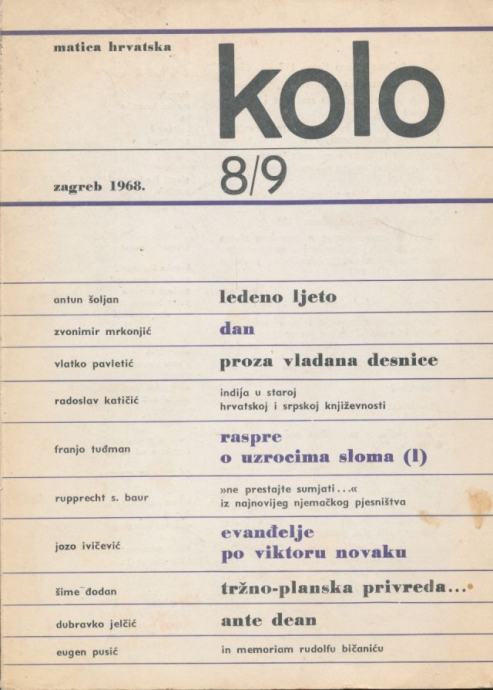 matica hrvatska
kolo
zagreb 1968.
8/9
antun šoljan
ledeno ljeto
zvonimir mrkonjić
dan
vlatko pavletić
proza vladana desnice
radoslav katičić
indija u staroj
hrvatskoj i srpskoj književnosti
franjo tuđman
raspre
o uzrocima sloma (1)
rupprecht s. baur
»ne prestajte sumjati...«
iz najnovijeg njemačkog pjesništva
jozo ivičević
evanđelje
po viktoru novaku
šime đodan
tržno-planska privreda...
dubravko jelčić
ante dean
eugen pusić
in memoriam rudolfu bičaniću